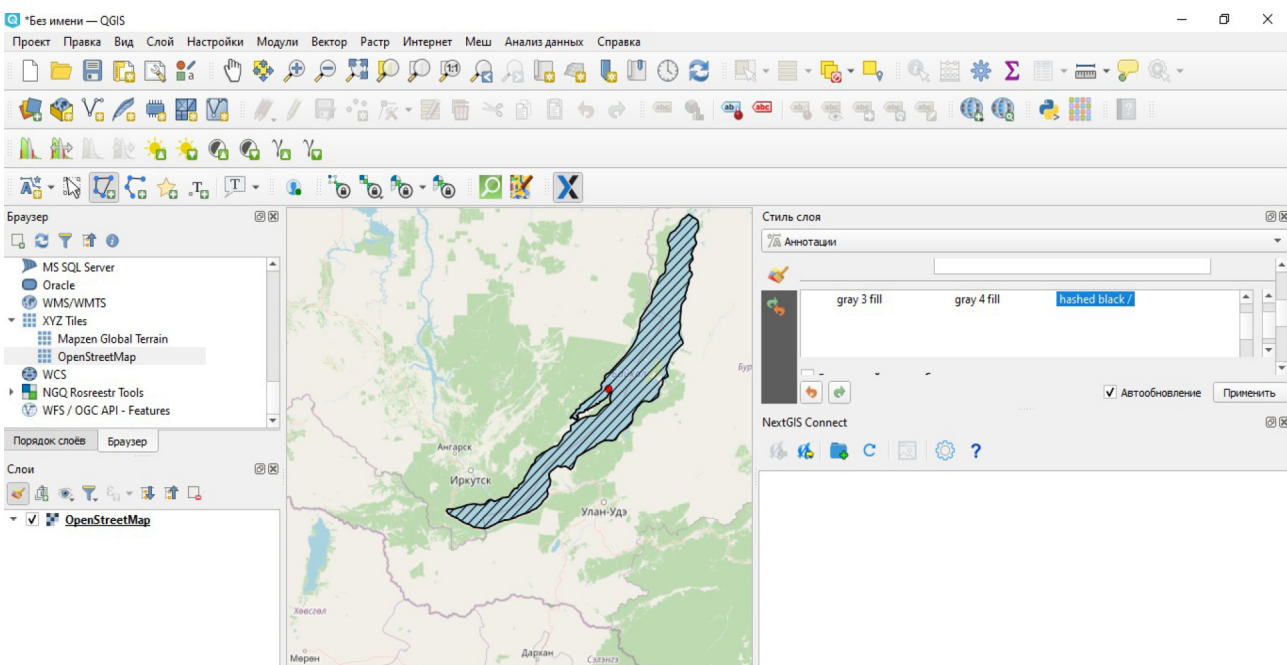 *Без имени — QGIS
Проект Правка Вид Слой Настройки Модули Вектор Растр Интернет Меш Анализ данных Справка
Браузер
MS SQL Server
Oracle
WMS/WMTS
XYZ Tiles
Mapzen Global Terrain
OpenStreetMap
WCS
NGQ Rosreestr Tools
WFS / OGC API - Features
Порядок слоёв Браузер
Слои
OpenStreetMap
Ангарск
Иркутск
Улан-Удэ
Бур
Хөвсгөл
Мөрөн
Дархан
Сэлэнгэ
Стиль слоя
Аннотации
gray 3 fill gray 4 fill hashed black /
Автообновление Применить
NextGIS Connect